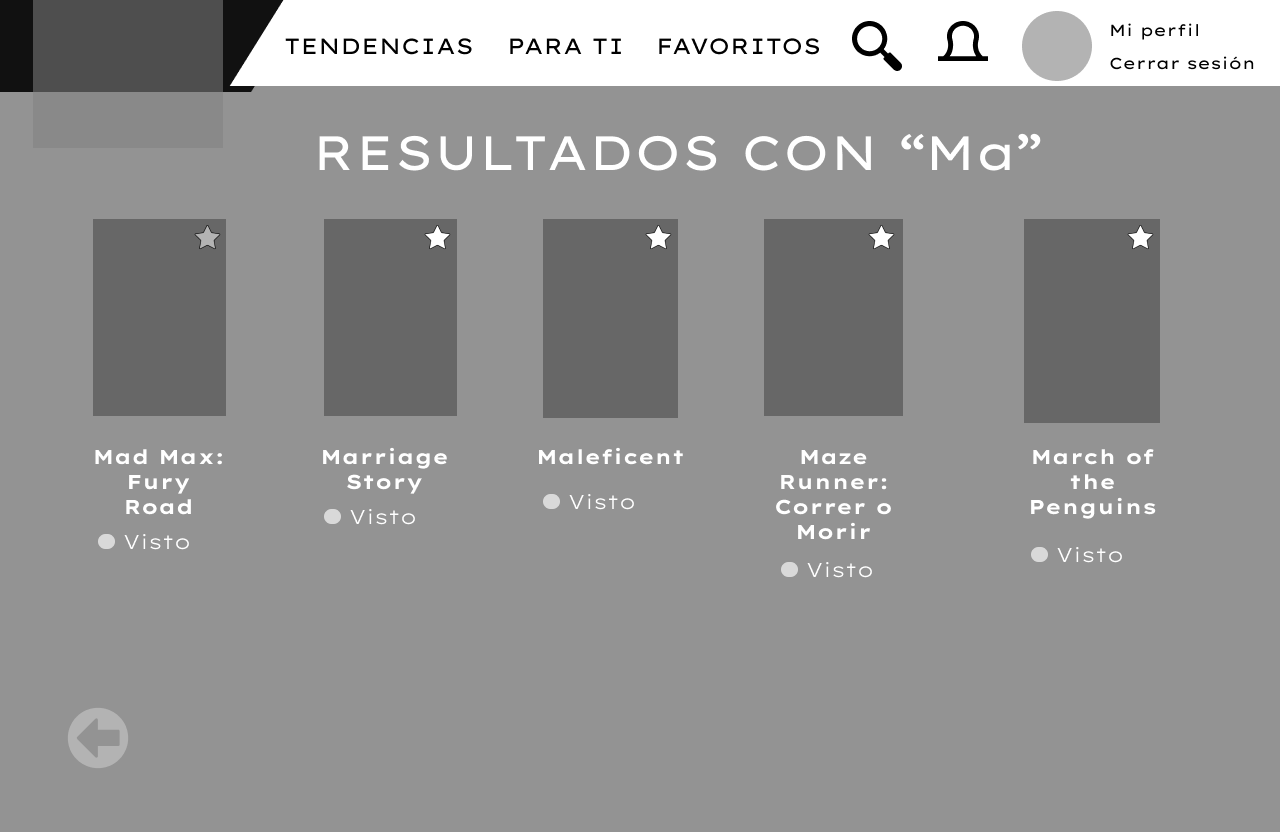 TENDENCIAS PARA TI FAVORITOS
Mi perfil
Cerrar sesión
RESULTADOS CON “Ma”
Mad Max:
Fury
Road
Visto
Marriage
Story
Visto
Maleficent
Visto
Maze
Runner:
Correr o
Morir
Visto
March of
the
Penguins
Visto